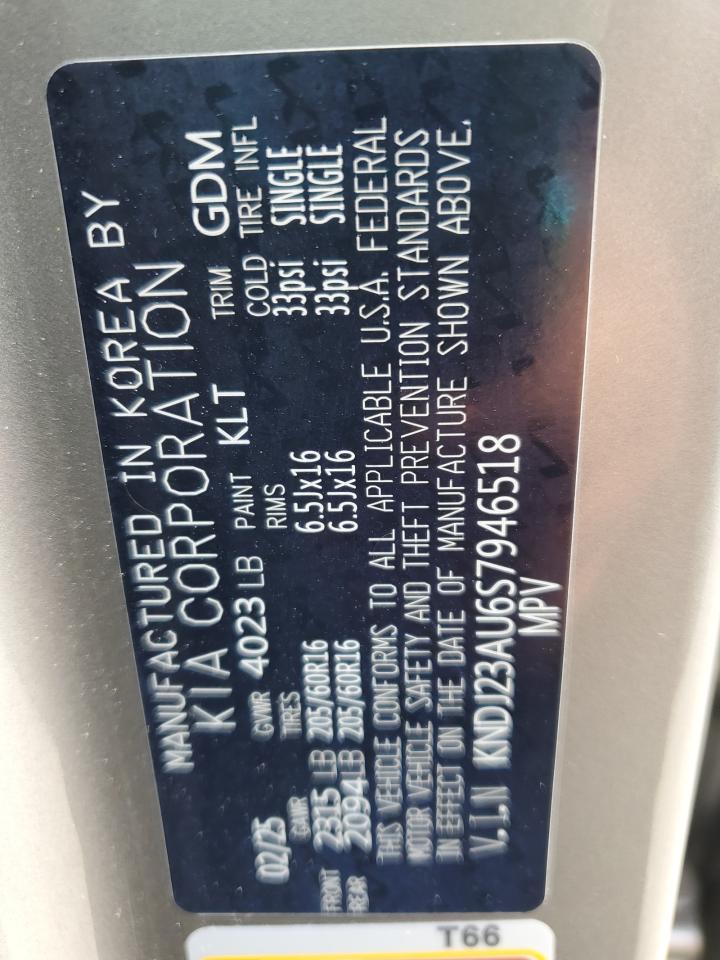 MANUFACTURED IN KOREA BY
KIA CORPORATION
02/25 GVWR 4023 LB PAINT KLT TRIM GDM
GAWR TIRES RIMS COLD TIRE INFL
FRONT 2315 LB 205/60R16 6.5Jx16 33psi SINGLE
REAR 2094 LB 205/60R16 6.5Jx16 33psi SINGLE
THIS VEHICLE CONFORMS TO ALL APPLICABLE U.S.A. FEDERAL
MOTOR VEHICLE SAFETY AND THEFT PREVENTION STANDARDS
IN EFFECT ON THE DATE OF MANUFACTURE SHOWN ABOVE.
V.I.N KNDJ23AU6S7946518
MPV
T66